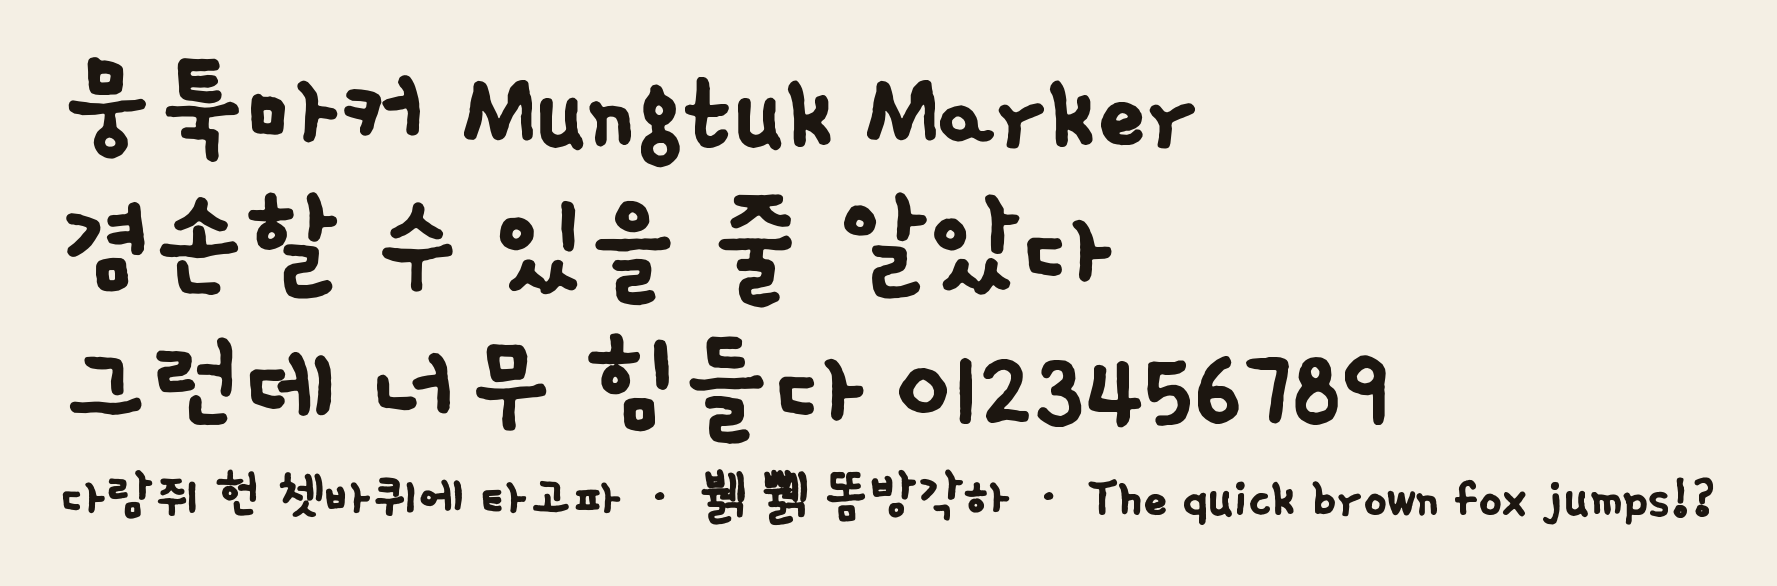 뭉툭마커 Mungtuk Marker
겸손할 수 있을 줄 알았다
그런데 너무 힘들다 0123456789
다람쥐 헌 쳇바퀴에 타고파 · 뷁 쀍 똠방각하 · The quick brown fox jumps!?